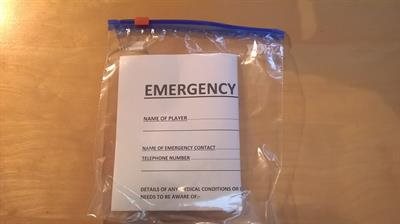 EMERGENCY
NAME OF PLAYER
NAME OF EMERGENCY CONTACT
TELEPHONE NUMBER
DETAILS OF ANY MEDICAL CONDITIONS OR
NEEDS TO BE AWARE OF:-